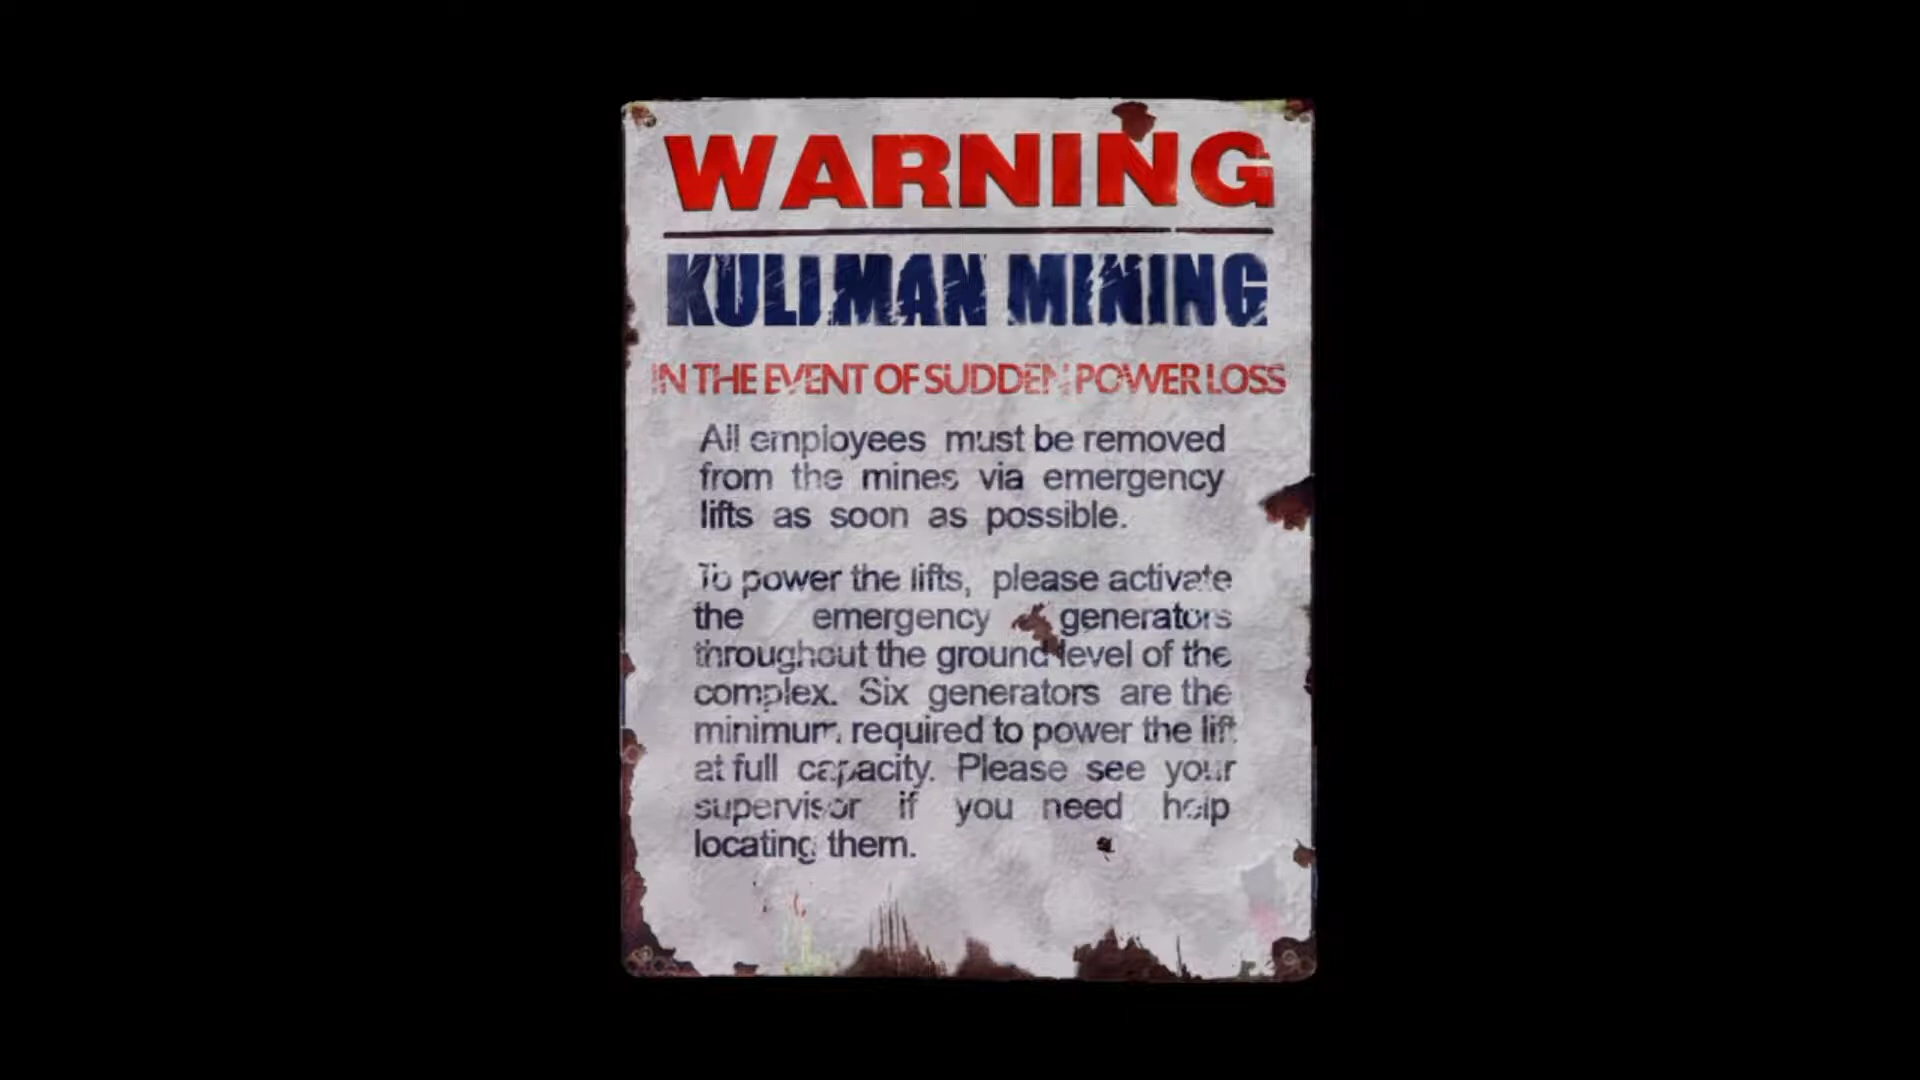 WARNING
KULLMAN MINING
IN THE EVENT OF SUDDEN POWER LOSS
All employees must be removed
from the mines via emergency
lifts as soon as possible.
To power the lifts, please activate
the emergency generators
throughout the ground level of the
complex. Six generators are the
minimum required to power the lift
at full capacity. Please see your
supervisor if you need help
locating them.